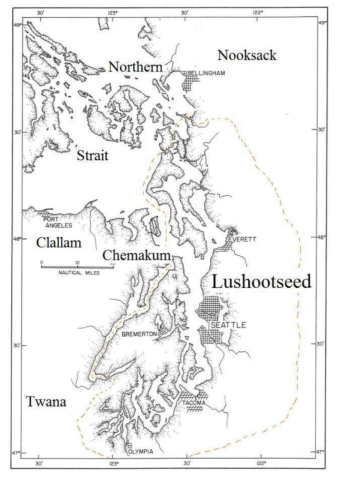 30' 123° 30' 122°
49° 49°
Nooksack
Northern
BELLINGHAM
30' 30'
Strait
PORT
ANGELES
48° 48°
Clallam
EVERETT
Chemakum
NAUTICAL MILES
Lushootseed
SEATTLE
BREMERTON
30' 30'
Twana
TACOMA
OLYMPIA
47° 47°
30' 123° 30' 122°